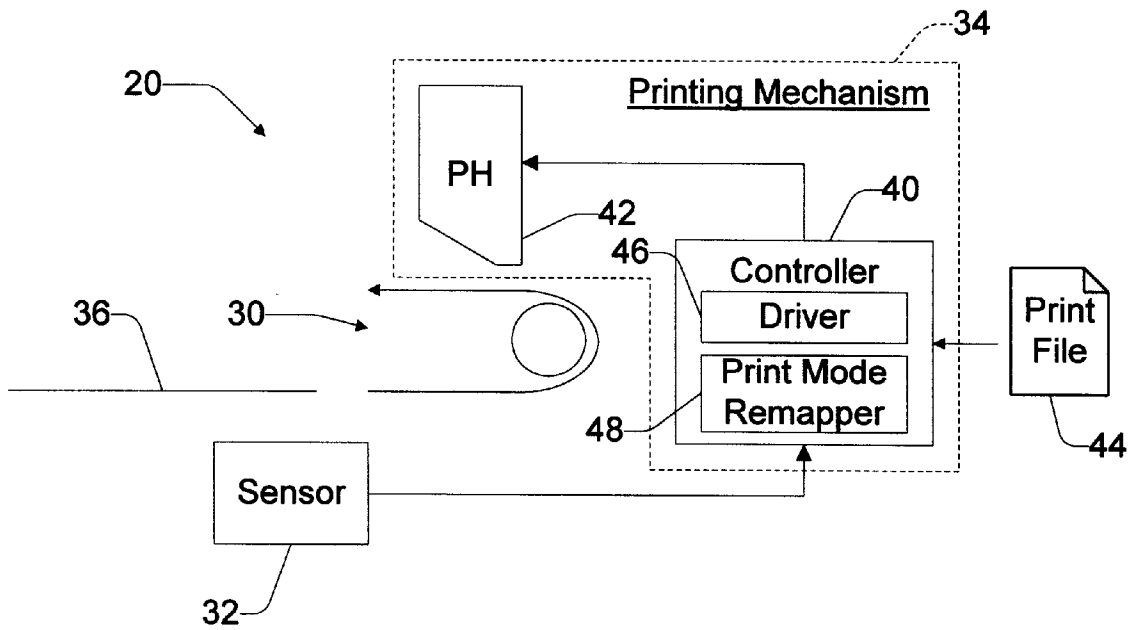 34
20
Printing Mechanism
PH
40
42
46
Controller
36
30
Driver
Print
File
Print Mode
Remapper
48
44
Sensor
32